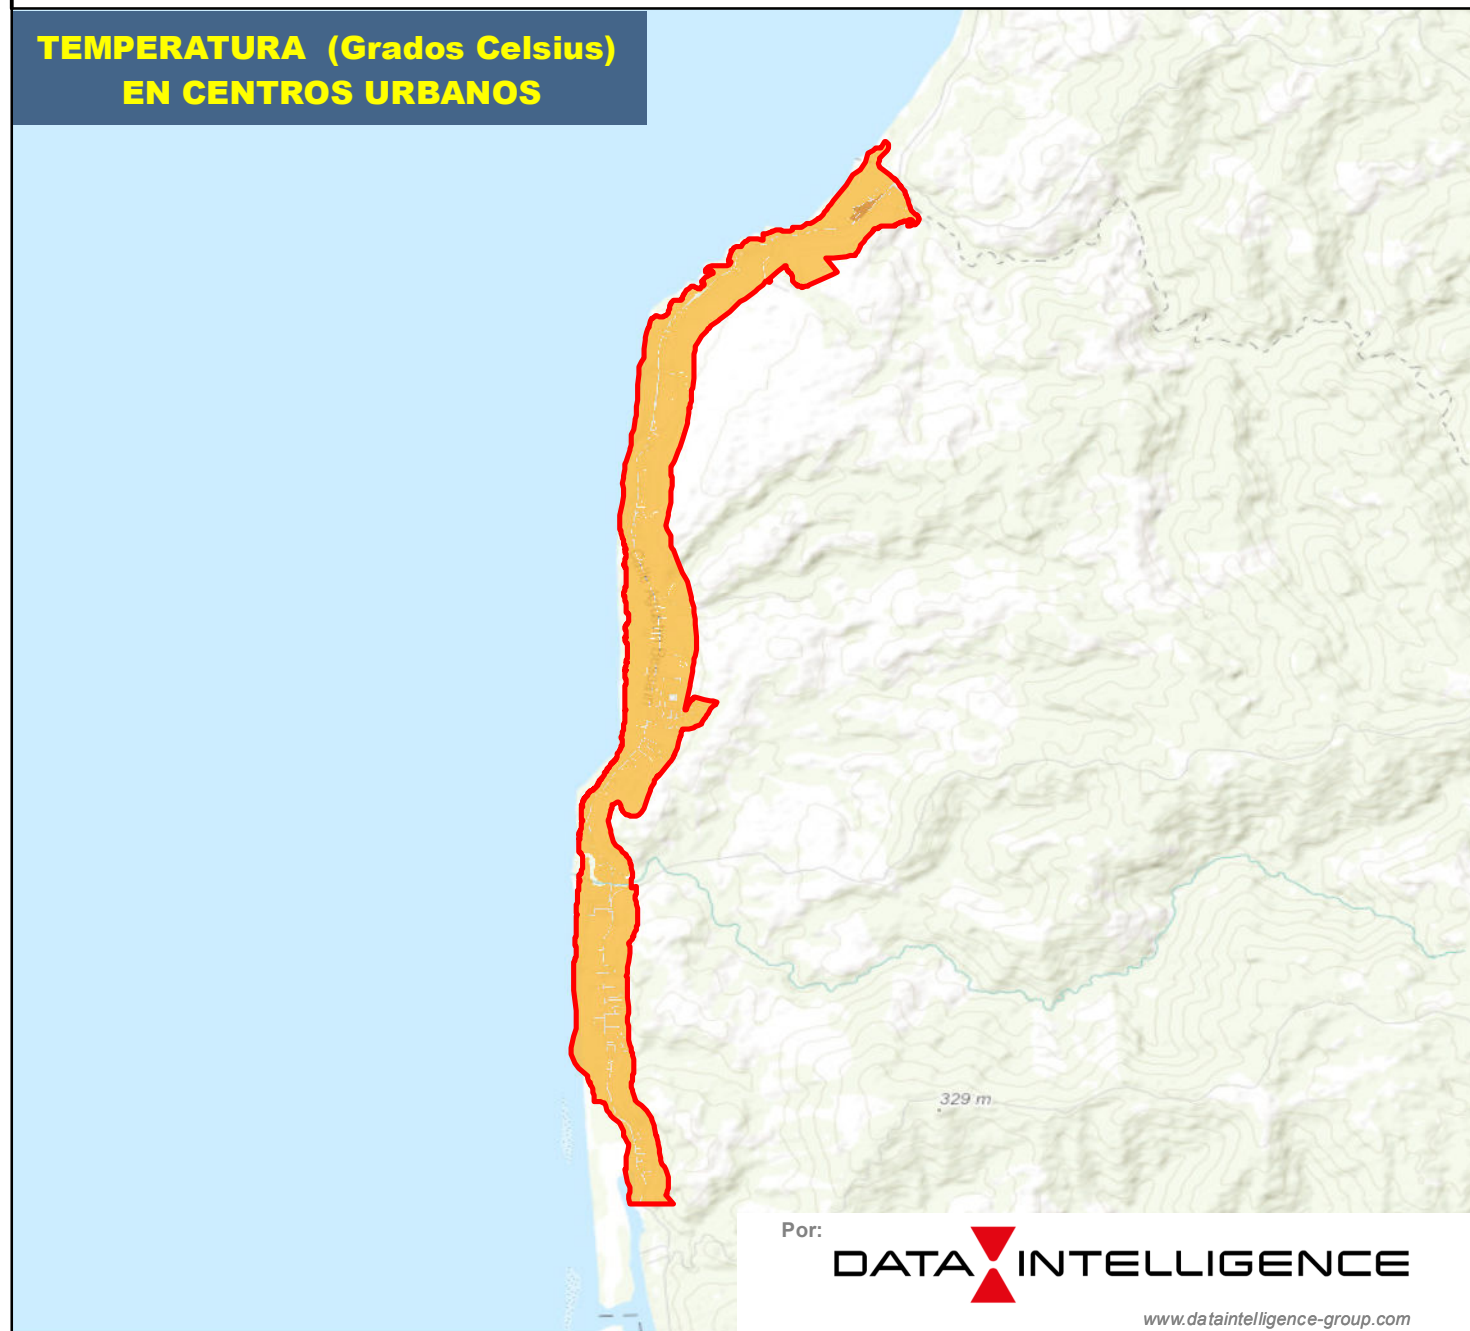 TEMPERATURA (Grados Celsius)
EN CENTROS URBANOS
329 m
Por:
DATA INTELLIGENCE
www.dataintelligence-group.com